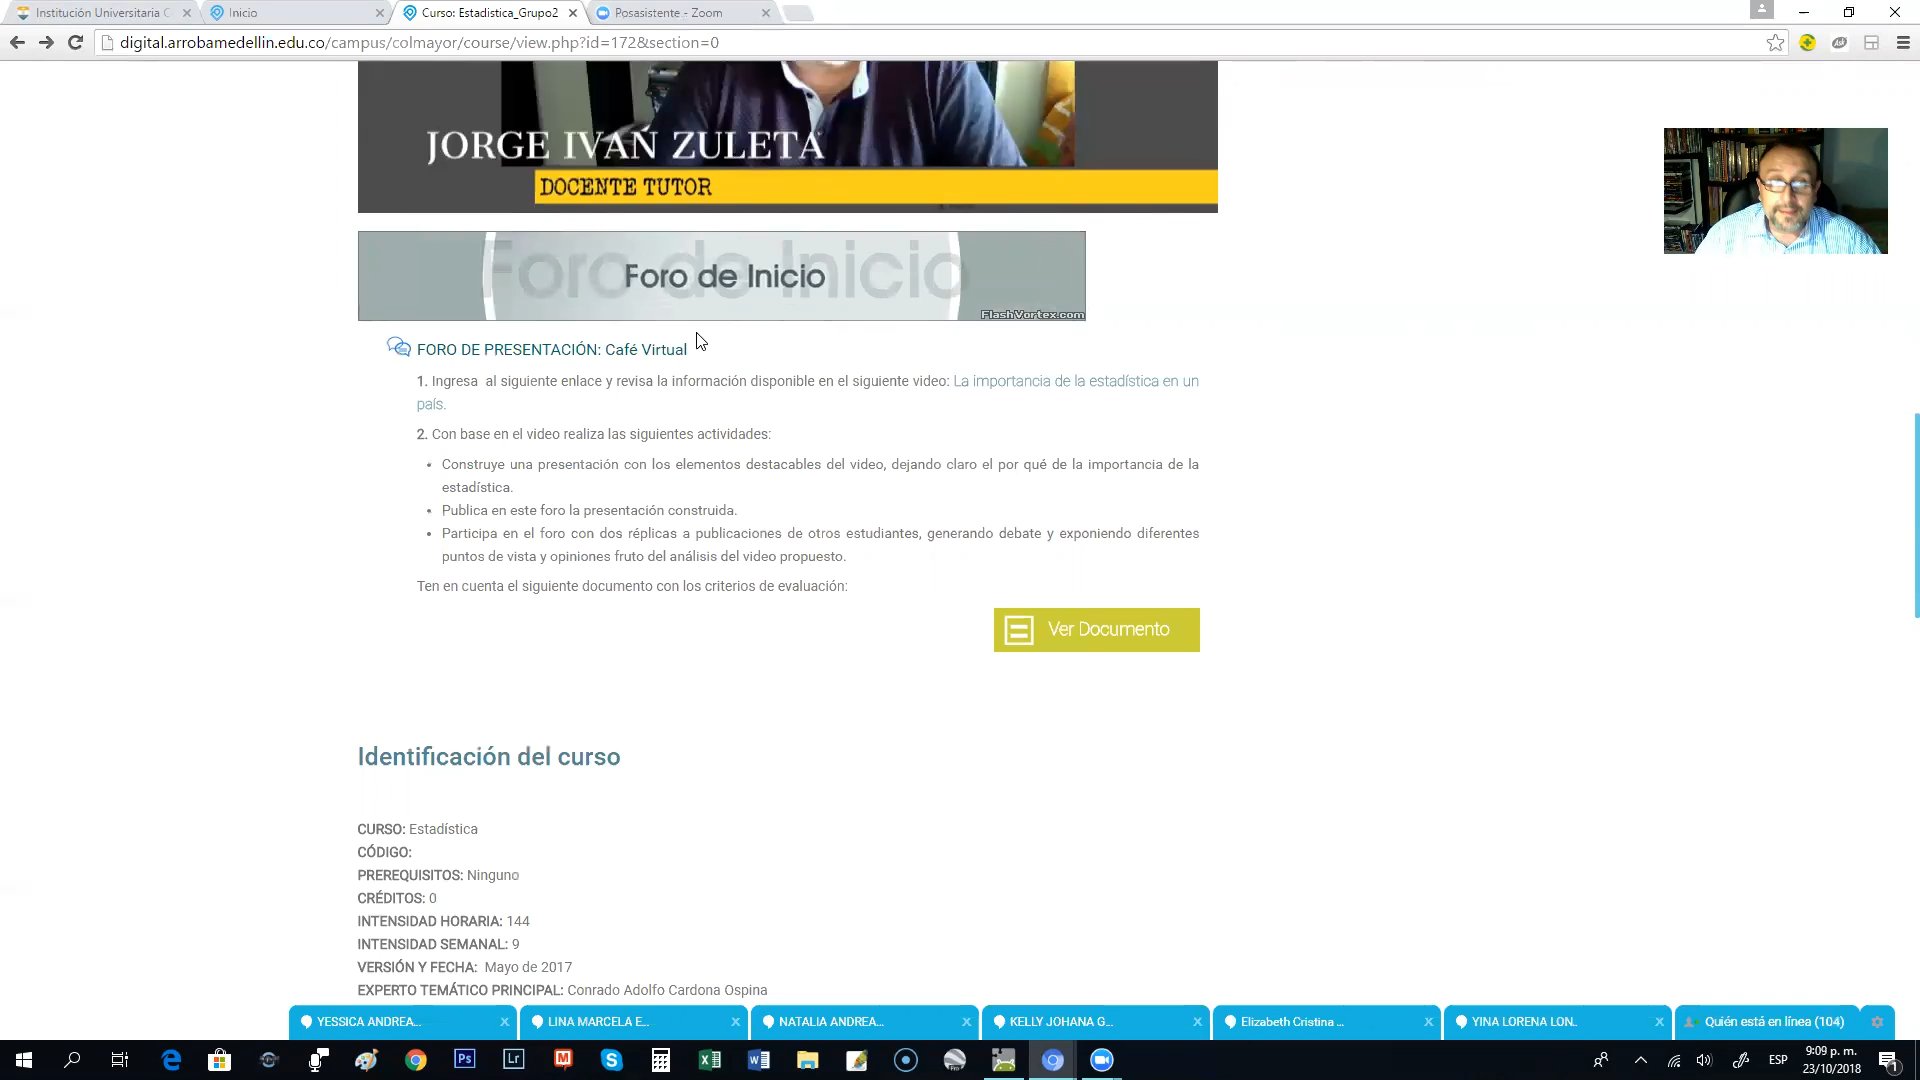 Institución Universitaria C
Inicio
Curso: Estadistica_Grupo2
Posasistente - Zoom
digital.arrobamedellin.edu.co/campus/colmayor/course/view.php?id=172&section=0
JORGE IVAN ZULETA
DOCENTE TUTOR
Foro de Inicio
Foro de Inicio
FlashVortex.com
FORO DE PRESENTACIÓN: Café Virtual
1. Ingresa al siguiente enlace y revisa la información disponible en el siguiente video: La importancia de la estadística en un
país.
2. Con base en el video realiza las siguientes actividades:
• Construye una presentación con los elementos destacables del video, dejando claro el por qué de la importancia de la
estadística.
• Publica en este foro la presentación construida.
• Participa en el foro con dos réplicas a publicaciones de otros estudiantes, generando debate y exponiendo diferentes
puntos de vista y opiniones fruto del análisis del video propuesto.
Ten en cuenta el siguiente documento con los criterios de evaluación:
Ver Documento
Identificación del curso
CURSO: Estadística
CÓDIGO:
PREREQUISITOS: Ninguno
CRÉDITOS: 0
INTENSIDAD HORARIA: 144
INTENSIDAD SEMANAL: 9
VERSIÓN Y FECHA: Mayo de 2017
EXPERTO TEMÁTICO PRINCIPAL: Conrado Adolfo Cardona Ospina
YESSICA ANDREA...
LINA MARCELA E...
NATALIA ANDREA...
KELLY JOHANA G...
Elizabeth Cristina ...
YINA LORENA LON..
Quién está en línea (104)
ESP
9:09 p. m.
23/10/2018